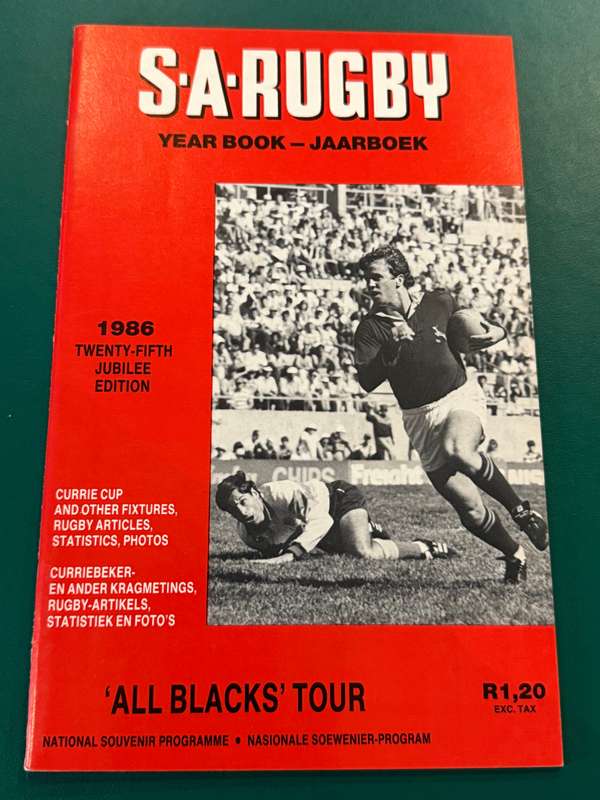 S·A·RUGBY
YEAR BOOK – JAARBOEK
1986
TWENTY-FIFTH
JUBILEE
EDITION
CHIPS Freight
CURRIE CUP
AND OTHER FIXTURES,
RUGBY ARTICLES,
STATISTICS, PHOTOS
CURRIEBEKER-
EN ANDER KRAGMETINGS,
RUGBY-ARTIKELS,
STATISTIEK EN FOTO'S
'ALL BLACKS' TOUR
R1,20
EXC. TAX
NATIONAL SOUVENIR PROGRAMME • NASIONALE SOEWENIER-PROGRAM